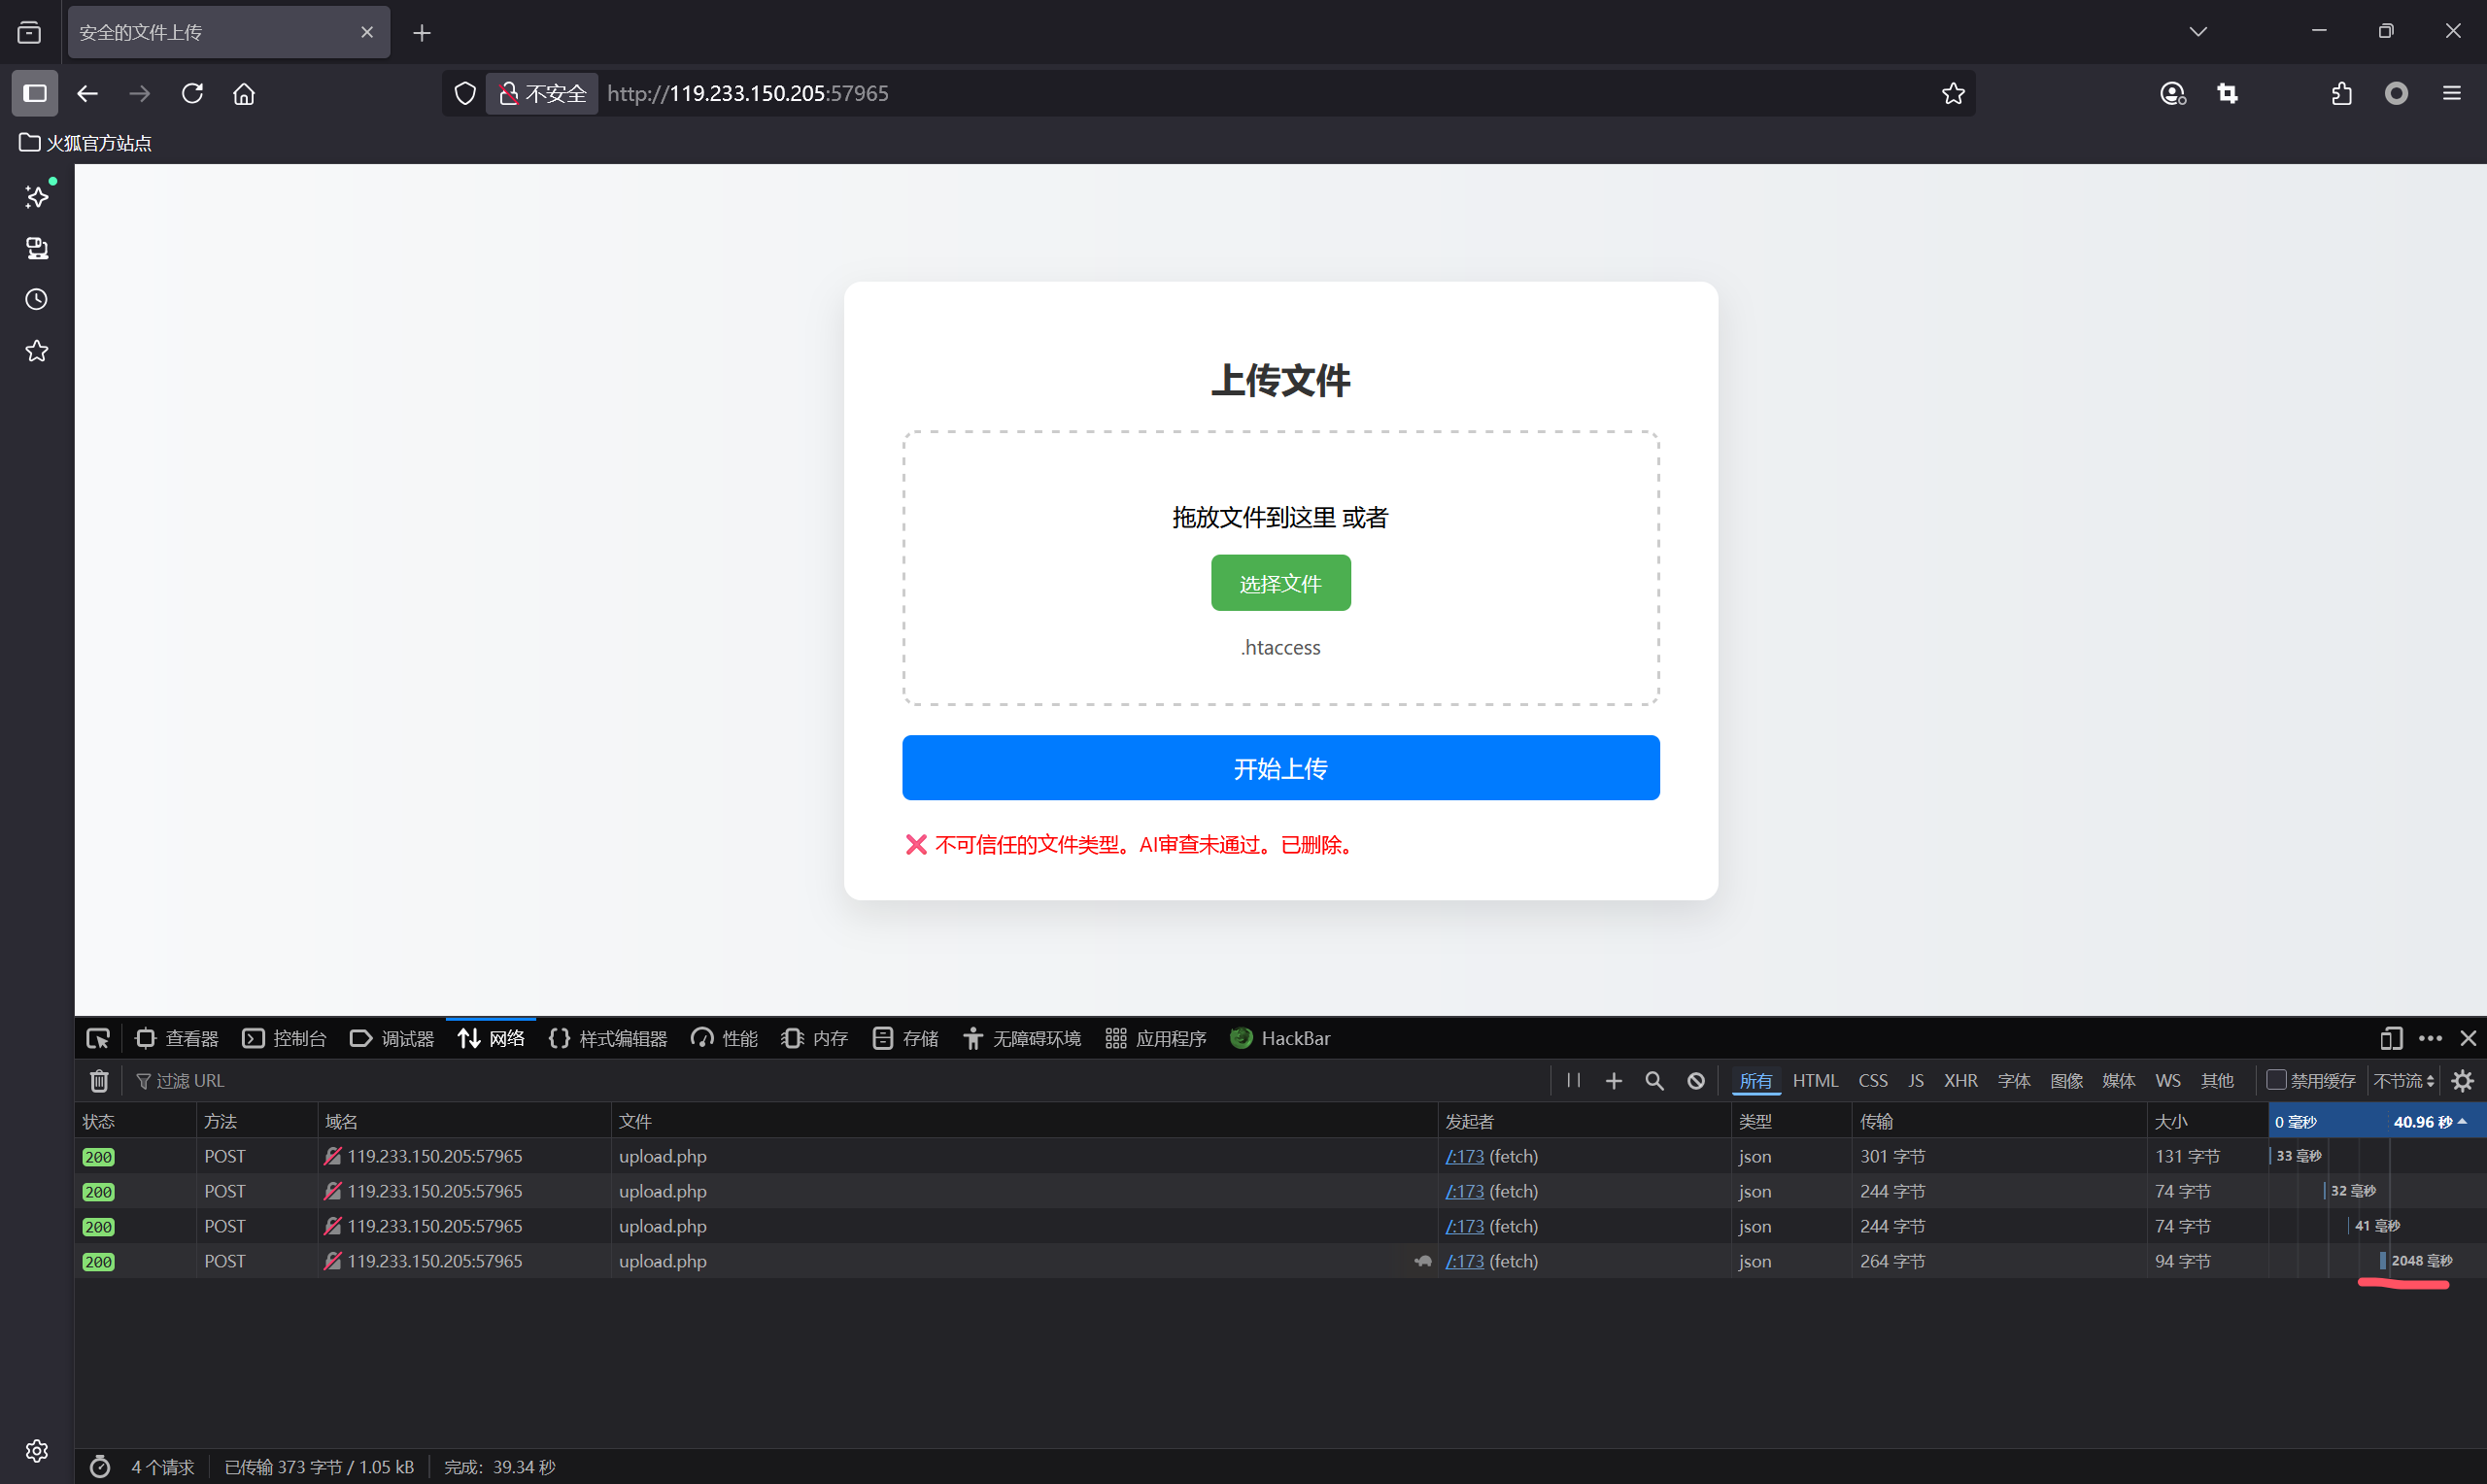 安全的文件上传
不安全 http://119.233.150.205:57965
火狐官方站点
上传文件
拖放文件到这里 或者
选择文件
.htaccess
开始上传
❌ 不可信任的文件类型。AI审查未通过。已删除。
查看器 控制台 调试器 网络 样式编辑器 性能 内存 存储 无障碍环境 应用程序 HackBar
过滤 URL 所有 HTML CSS JS XHR 字体 图像 媒体 WS 其他 禁用缓存 不节流
状态 方法 域名 文件 发起者 类型 传输 大小 0 毫秒 40.96 秒
200 POST 119.233.150.205:57965 upload.php /:173 (fetch) json 301 字节 131 字节 33 毫秒
200 POST 119.233.150.205:57965 upload.php /:173 (fetch) json 244 字节 74 字节 32 毫秒
200 POST 119.233.150.205:57965 upload.php /:173 (fetch) json 244 字节 74 字节 41 毫秒
200 POST 119.233.150.205:57965 upload.php /:173 (fetch) json 264 字节 94 字节 2048 毫秒
4 个请求 已传输 373 字节 / 1.05 kB 完成：39.34 秒